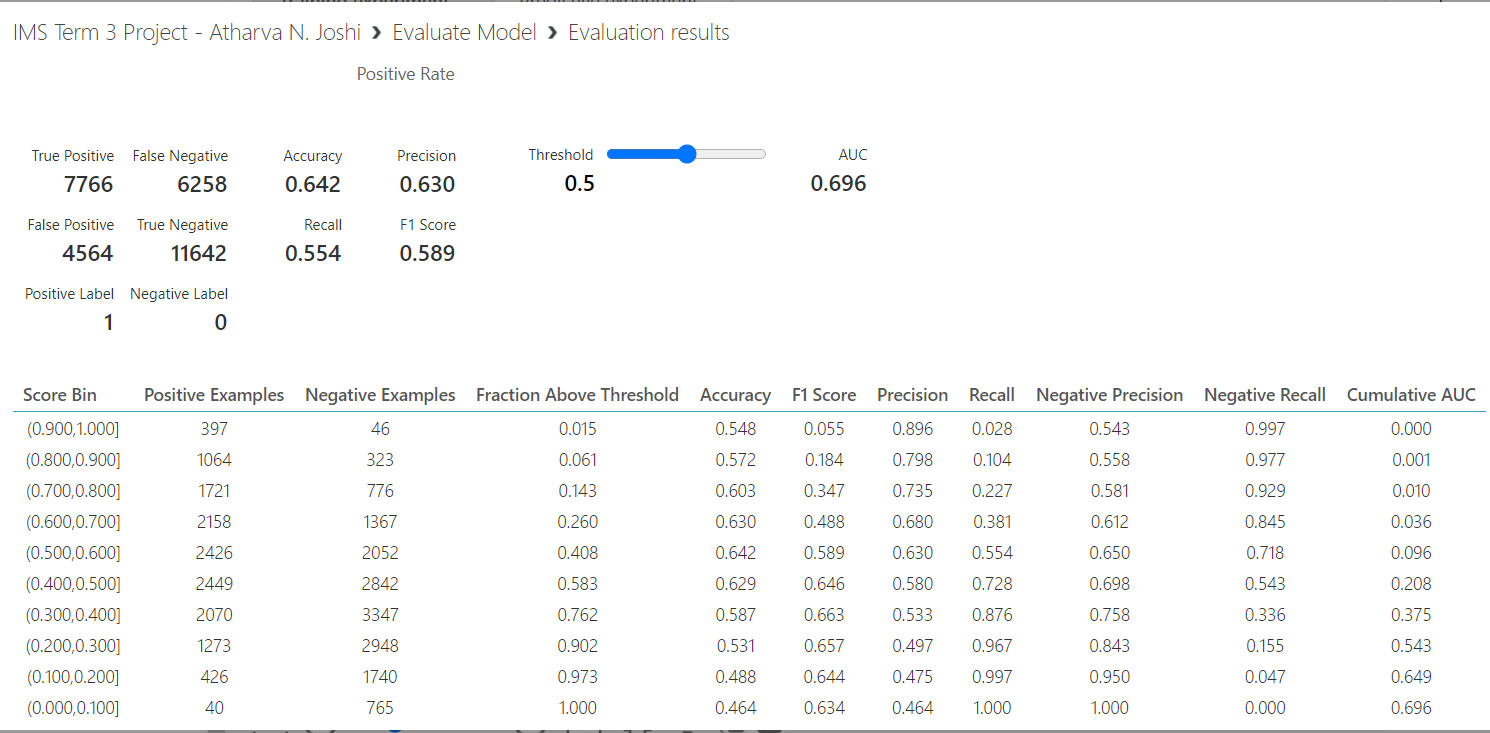 IMS Term 3 Project - Atharva N. Joshi > Evaluate Model > Evaluation results
Positive Rate
True Positive False Negative Accuracy Precision Threshold AUC
7766 6258 0.642 0.630 0.5 0.696
False Positive True Negative Recall F1 Score
4564 11642 0.554 0.589
Positive Label Negative Label
1 0
Score Bin Positive Examples Negative Examples Fraction Above Threshold Accuracy F1 Score Precision Recall Negative Precision Negative Recall Cumulative AUC
(0.900,1.000] 397 46 0.015 0.548 0.055 0.896 0.028 0.543 0.997 0.000
(0.800,0.900] 1064 323 0.061 0.572 0.184 0.798 0.104 0.558 0.977 0.001
(0.700,0.800] 1721 776 0.143 0.603 0.347 0.735 0.227 0.581 0.929 0.010
(0.600,0.700] 2158 1367 0.260 0.630 0.488 0.680 0.381 0.612 0.845 0.036
(0.500,0.600] 2426 2052 0.408 0.642 0.589 0.630 0.554 0.650 0.718 0.096
(0.400,0.500] 2449 2842 0.583 0.629 0.646 0.580 0.728 0.698 0.543 0.208
(0.300,0.400] 2070 3347 0.762 0.587 0.663 0.533 0.876 0.758 0.336 0.375
(0.200,0.300] 1273 2948 0.902 0.531 0.657 0.497 0.967 0.843 0.155 0.543
(0.100,0.200] 426 1740 0.973 0.488 0.644 0.475 0.997 0.950 0.047 0.649
(0.000,0.100] 40 765 1.000 0.464 0.634 0.464 1.000 1.000 0.000 0.696